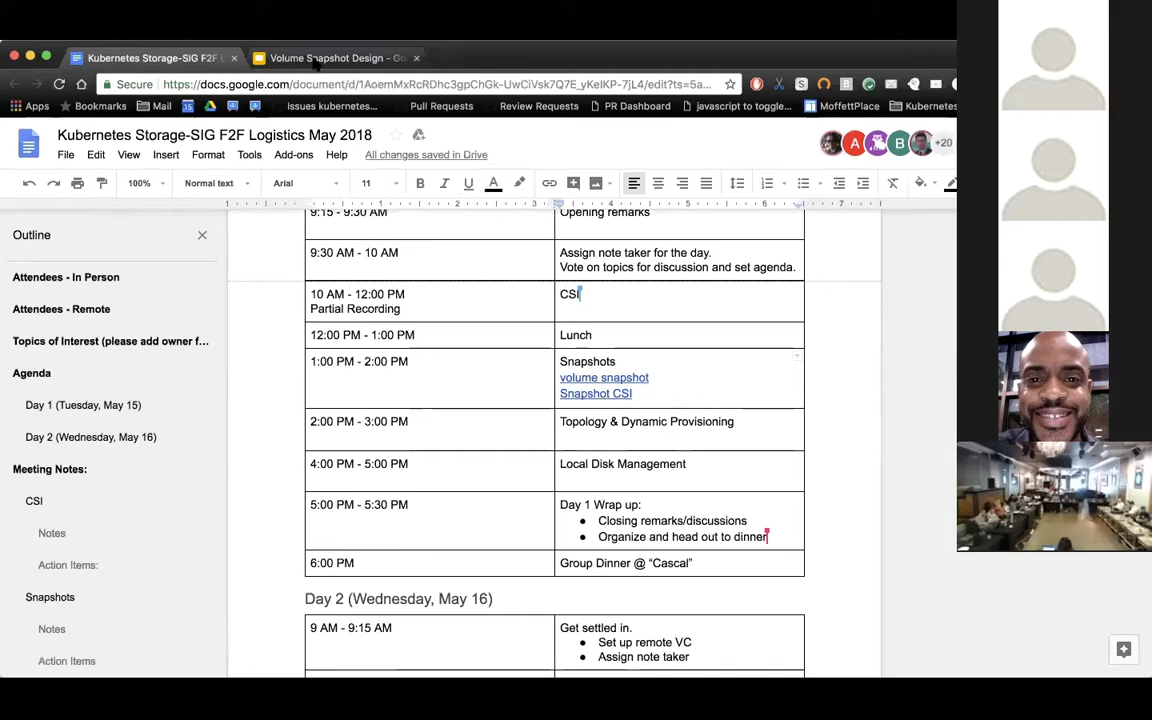 Kubernetes Storage-SIG F2F
Volume Snapshot Design - Go
Secure
https://docs.google.com/document/d/1AoemMxRcRDhc3gpChGk-UwCiVsk7Q7E_yKeIKP-7jL4/edit?ts=5a...
Apps
Bookmarks
Mail
Issues kubernetes...
Pull Requests
Review Requests
PR Dashboard
javascript to toggle...
MoffettPlace
Kubernetes
Kubernetes Storage-SIG F2F Logistics May 2018
File Edit View Insert Format Tools Add-ons Help All changes saved in Drive
A
B
+20
100% Normal text Arial 11
1 1 2 3 4 5 6 7
Outline
Attendees - In Person
Attendees - Remote
Topics of Interest (please add owner f...
Agenda
Day 1 (Tuesday, May 15)
Day 2 (Wednesday, May 16)
Meeting Notes:
CSI
Notes
Action Items:
Snapshots
Notes
Action Items
9:15 - 9:30 AM
Opening remarks
9:30 AM - 10 AM
Assign note taker for the day.
Vote on topics for discussion and set agenda.
10 AM - 12:00 PM
Partial Recording
CSI
12:00 PM - 1:00 PM
Lunch
1:00 PM - 2:00 PM
Snapshots
volume snapshot
Snapshot CSI
2:00 PM - 3:00 PM
Topology & Dynamic Provisioning
4:00 PM - 5:00 PM
Local Disk Management
5:00 PM - 5:30 PM
Day 1 Wrap up:
● Closing remarks/discussions
● Organize and head out to dinner
6:00 PM
Group Dinner @ “Cascal”
Day 2 (Wednesday, May 16)
9 AM - 9:15 AM
Get settled in.
● Set up remote VC
● Assign note taker